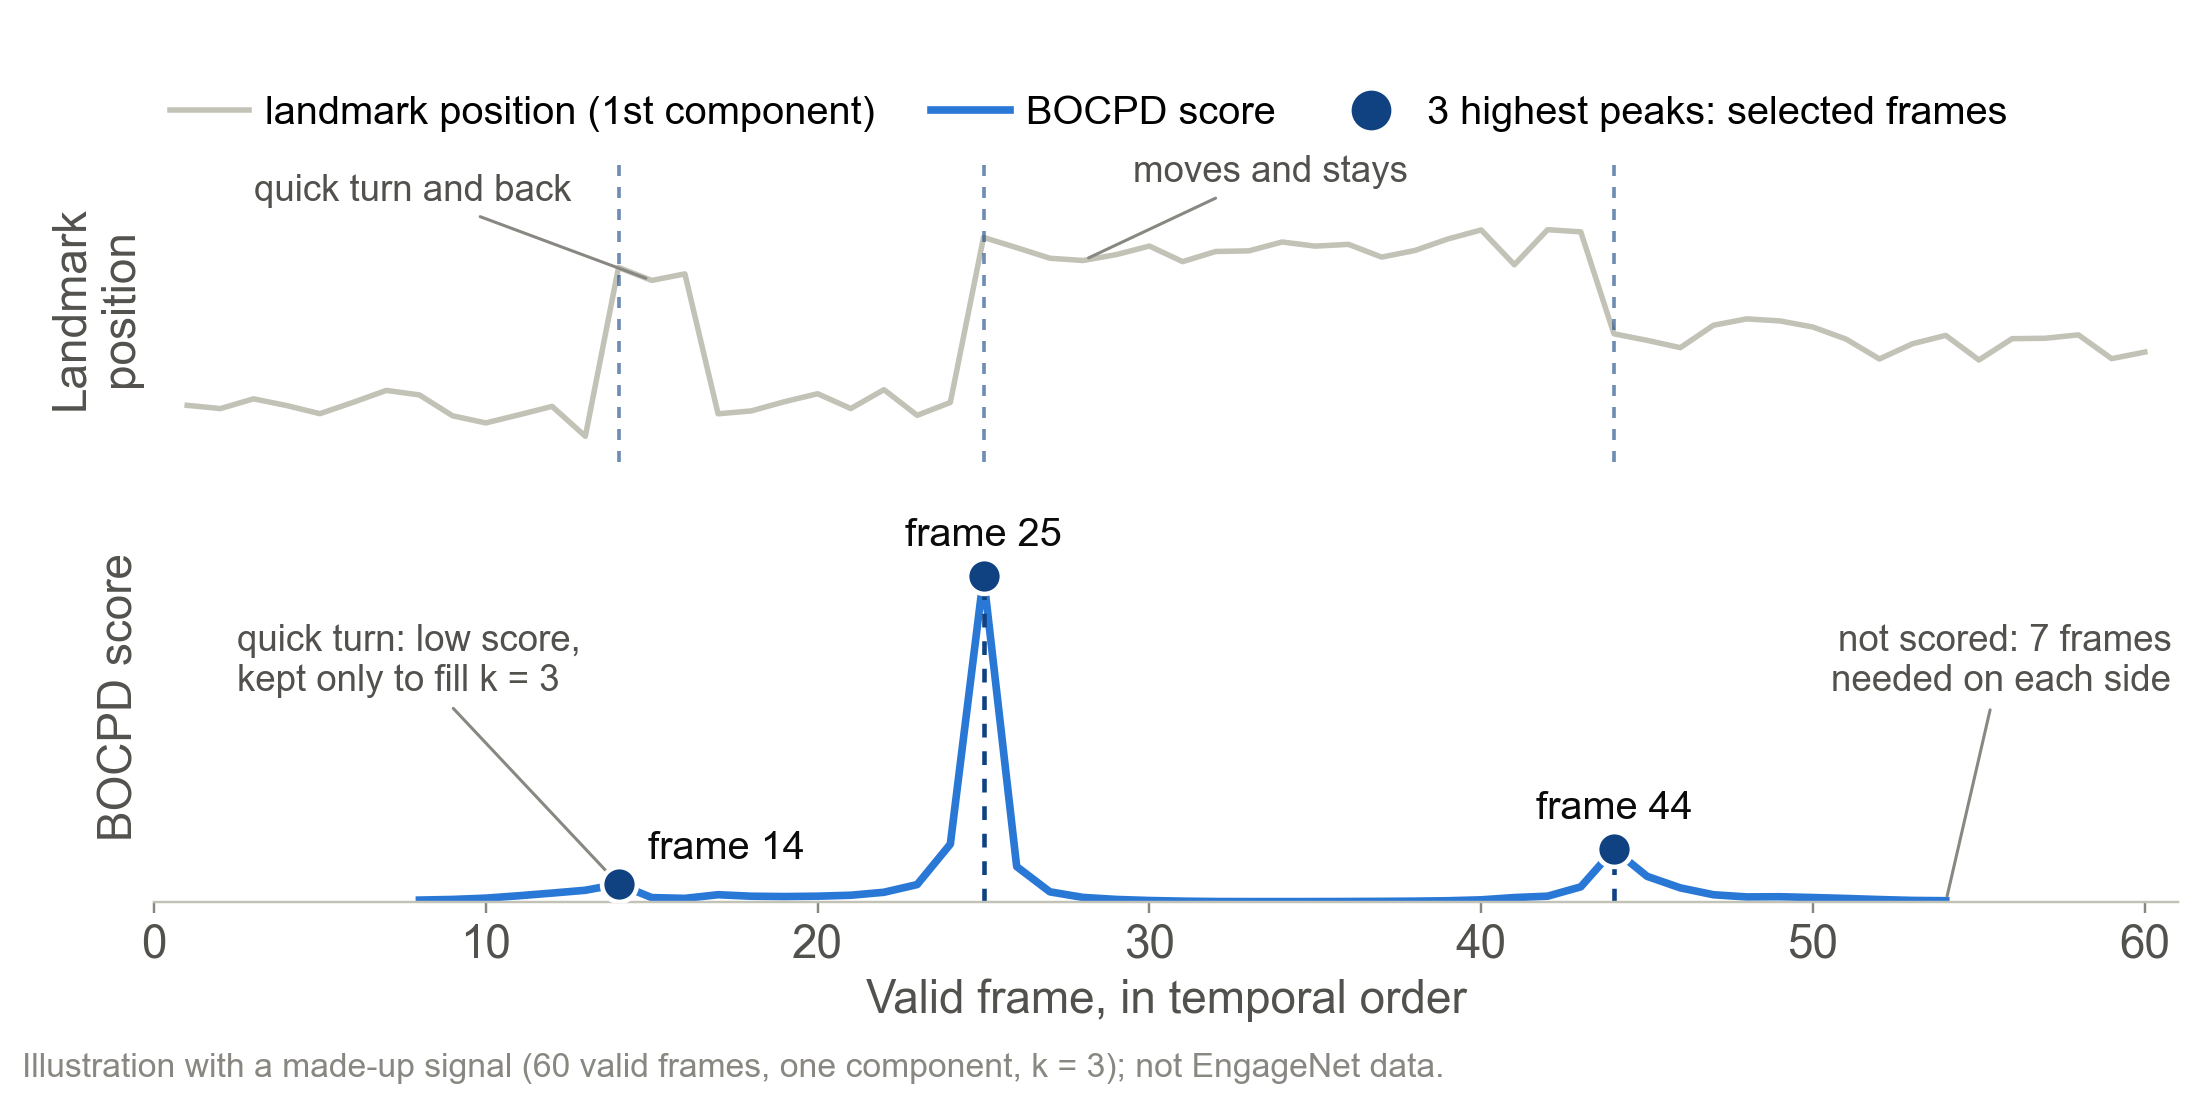 landmark position (1st component)
BOCPD score
3 highest peaks: selected frames
quick turn and back
moves and stays
Landmark
position
frame 25
BOCPD score
quick turn: low score,
kept only to fill k = 3
not scored: 7 frames
needed on each side
frame 14
frame 44
0 10 20 30 40 50 60
Valid frame, in temporal order
Illustration with a made-up signal (60 valid frames, one component, k = 3); not EngageNet data.